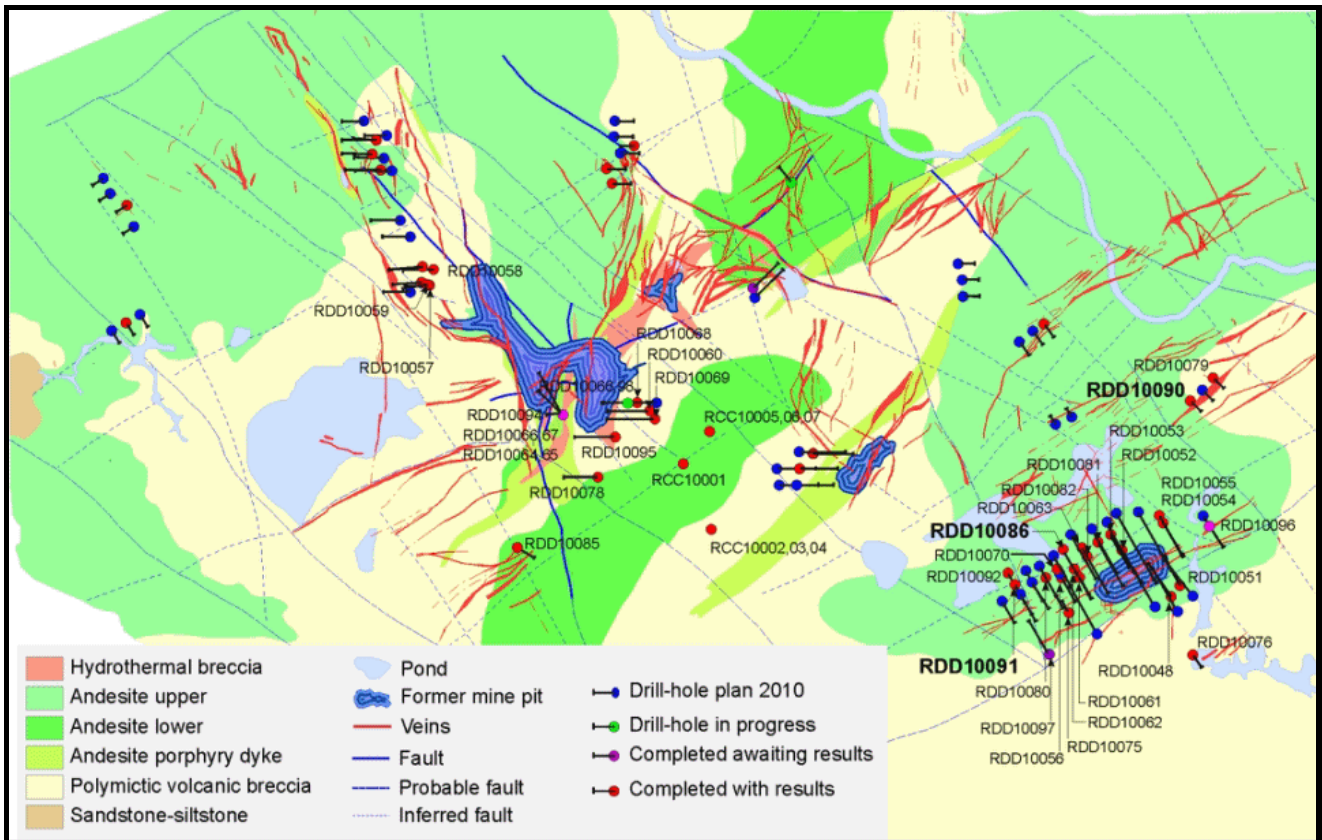 RDD10058
RDD10059
RDD10057
RDD10068
RDD10060
RDD10069
RDD10066-98
RDD10094
RDD10066,67
RDD10064,65
RDD10095
RDD10078
RDD10085
RCC10005,06,07
RCC10001
RCC10002,03,04
RDD10079
RDD10090
RDD10053
RDD10052
RDD10081
RDD10082
RDD10063
RDD10055
RDD10054
RDD10096
RDD10086
RDD10070
RDD10092
RDD10051
RDD10091
RDD10076
RDD10048
RDD10080
RDD10061
RDD10062
RDD10097
RDD10075
RDD10056
Hydrothermal breccia
Andesite upper
Andesite lower
Andesite porphyry dyke
Polymictic volcanic breccia
Sandstone-siltstone
Pond
Former mine pit
Veins
Fault
Probable fault
Inferred fault
Drill-hole plan 2010
Drill-hole in progress
Completed awaiting results
Completed with results